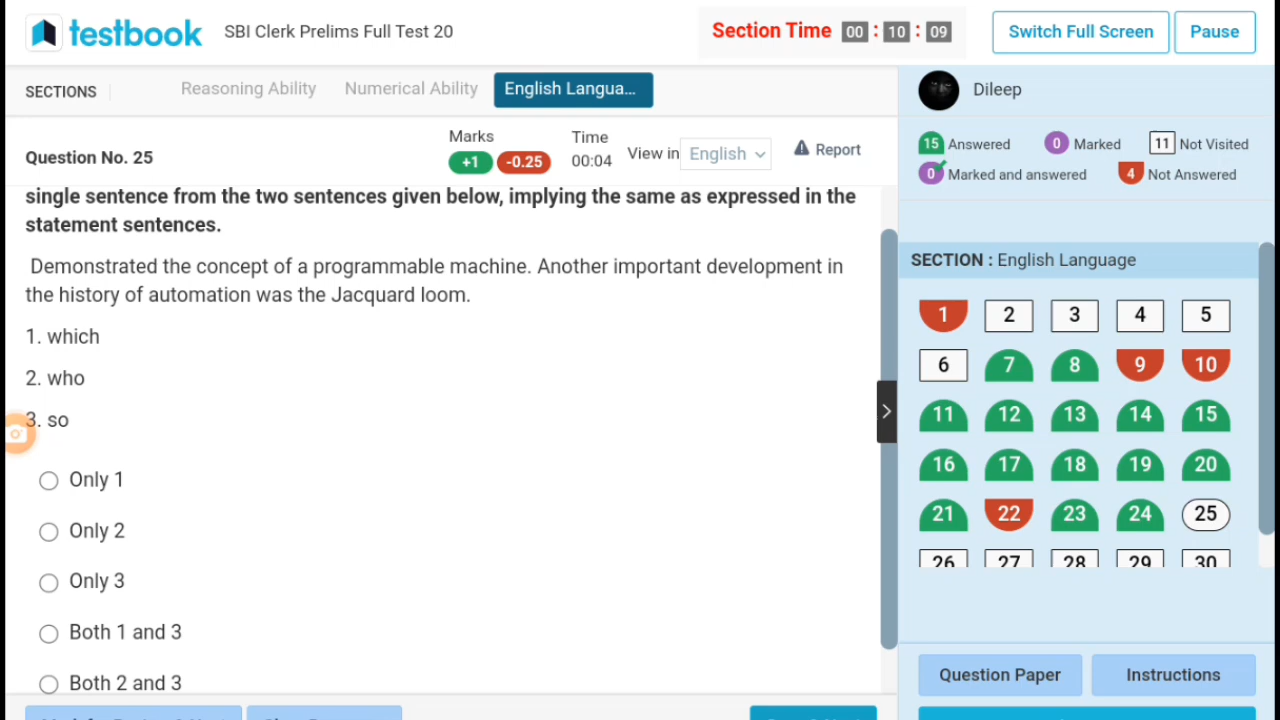 testbook
SBI Clerk Prelims Full Test 20
Section Time 00 : 10 : 09
Switch Full Screen
Pause
SECTIONS
Reasoning Ability
Numerical Ability
English Langua...
Dileep
Question No. 25
Marks
+1 -0.25
Time
00:04
View in English
Report
15 Answered
0 Marked
11 Not Visited
0 Marked and answered
4 Not Answered
single sentence from the two sentences given below, implying the same as expressed in the
statement sentences.
Demonstrated the concept of a programmable machine. Another important development in
the history of automation was the Jacquard loom.
1. which
2. who
3. so
Only 1
Only 2
Only 3
Both 1 and 3
Both 2 and 3
SECTION : English Language
1 2 3 4 5
6 7 8 9 10
11 12 13 14 15
16 17 18 19 20
21 22 23 24 25
26 27 28 29 30
Question Paper
Instructions